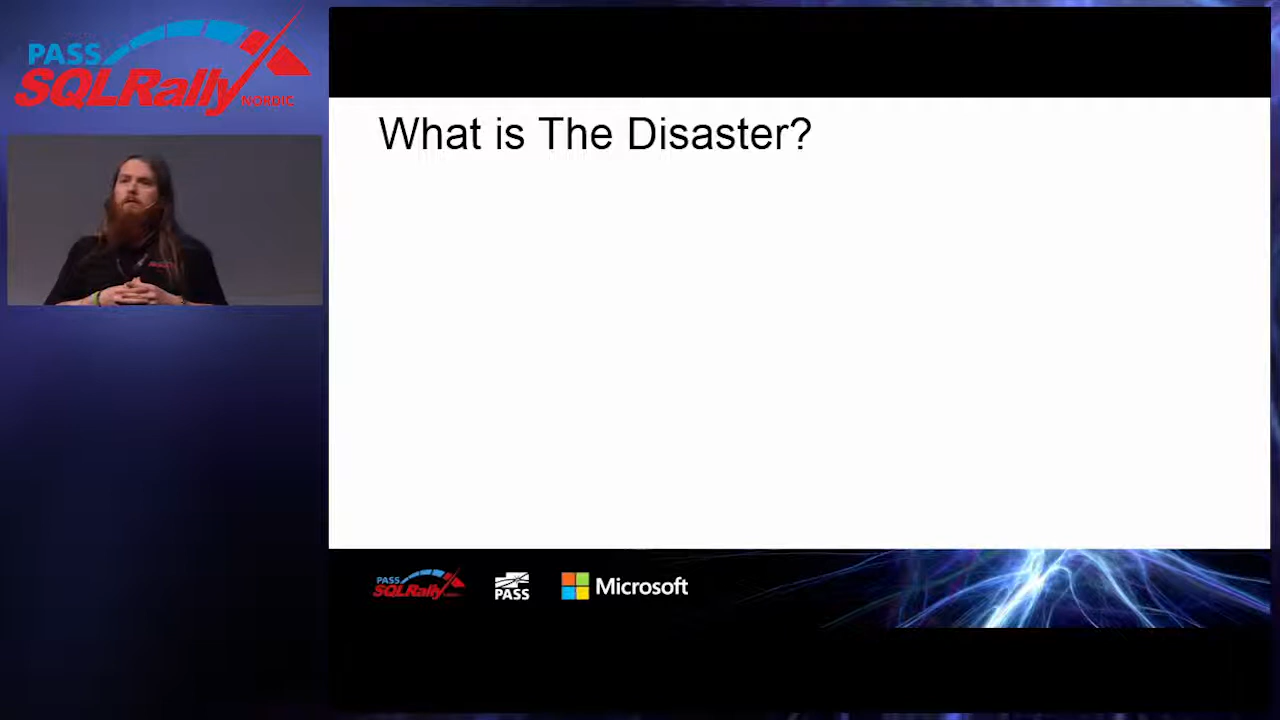 PASS
SQLRally
NORDIC
What is The Disaster?
PASS
SQLRally
PASS
Microsoft